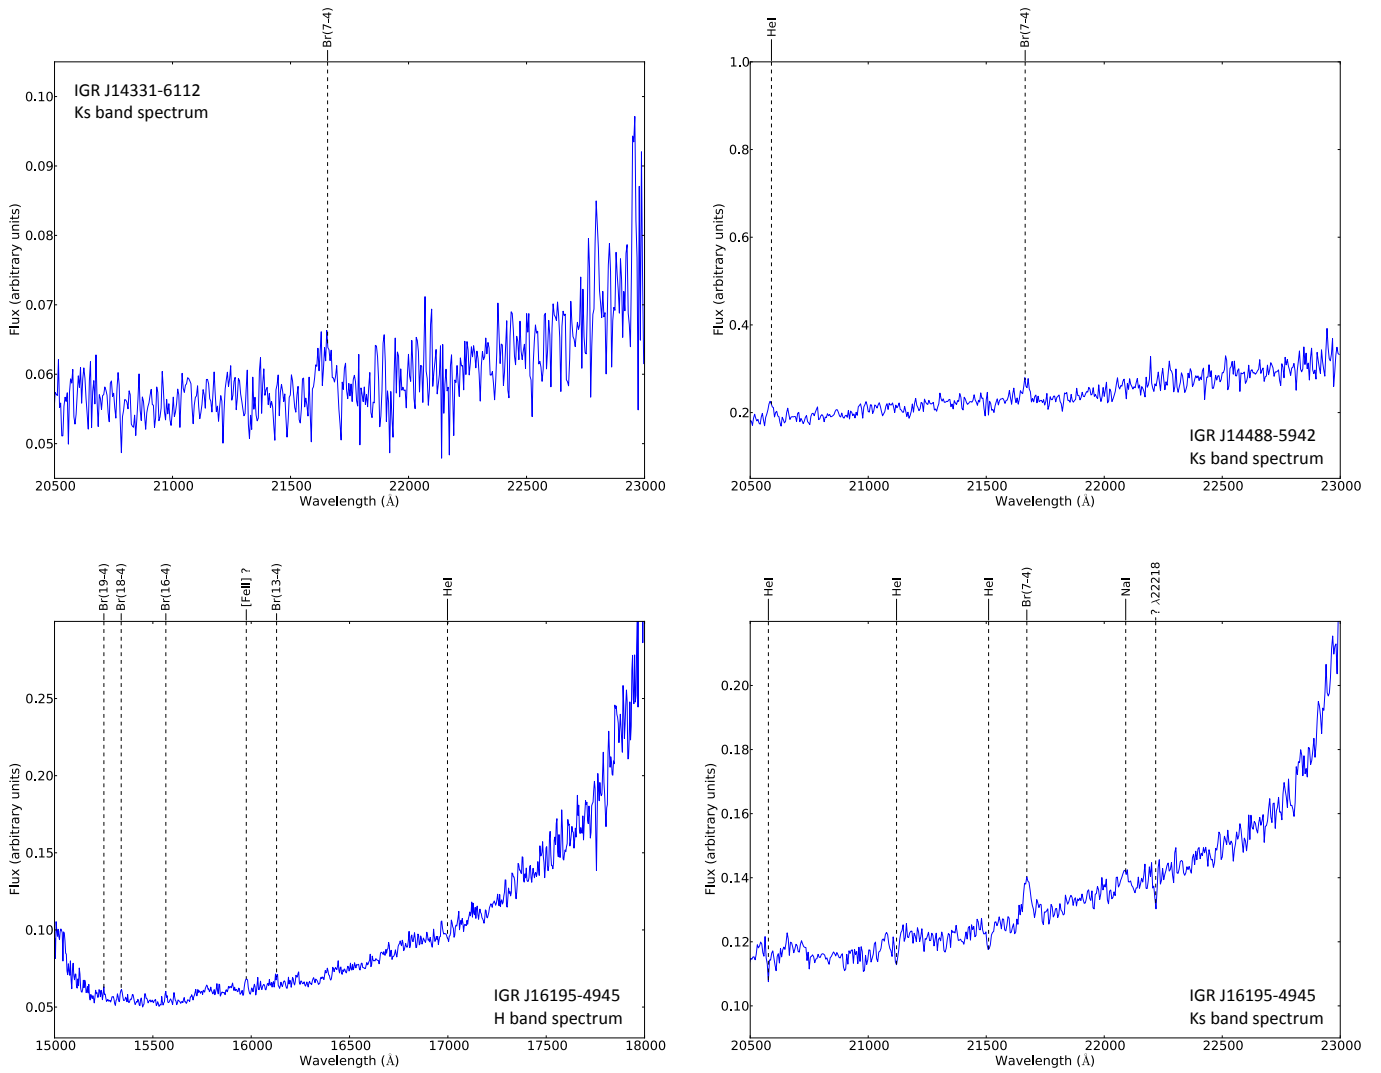 Br(7-4)
IGR J14331-6112
Ks band spectrum
0.10
0.09
0.08
0.07
0.06
0.05
Flux (arbitrary units)
20500 21000 21500 22000 22500 23000
Wavelength (Å)
HeI Br(7-4)
1.0
0.8
0.6
0.4
0.2
Flux (arbitrary units)
IGR J14488-5942
Ks band spectrum
20500 21000 21500 22000 22500 23000
Wavelength (Å)
Br(19-4) Br(18-4) Br(16-4) [FeII] ? Br(13-4) HeI
0.25
0.20
0.15
0.10
0.05
Flux (arbitrary units)
IGR J16195-4945
H band spectrum
15000 15500 16000 16500 17000 17500 18000
Wavelength (Å)
HeI HeI HeI Br(7-4) NaI ? λ22218
0.20
0.18
0.16
0.14
0.12
0.10
Flux (arbitrary units)
IGR J16195-4945
Ks band spectrum
20500 21000 21500 22000 22500 23000
Wavelength (Å)